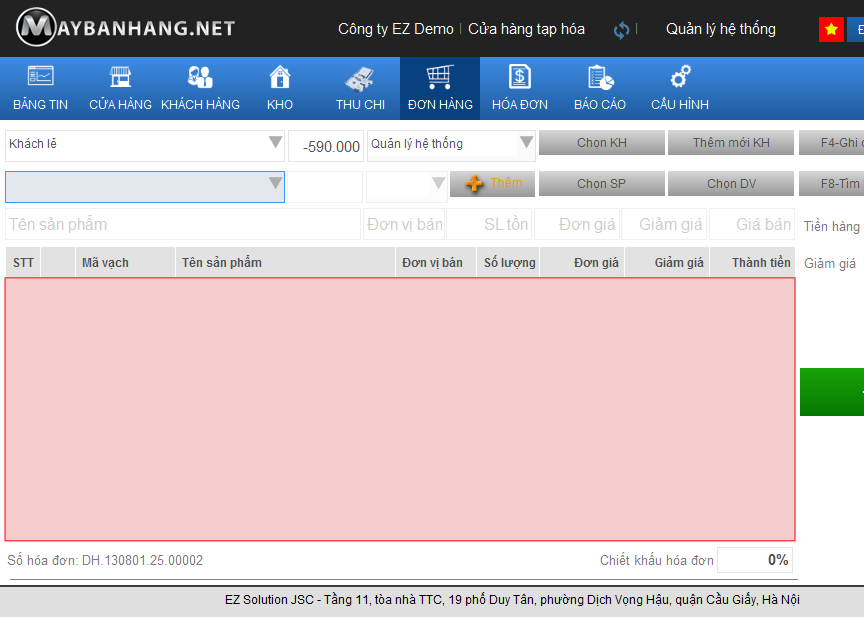 MAYBANHANG.NET
Công ty EZ Demo | Cửa hàng tạp hóa | Quản lý hệ thống
BẢNG TIN CỬA HÀNG KHÁCH HÀNG KHO THU CHI ĐƠN HÀNG HÓA ĐƠN BÁO CÁO CẤU HÌNH
Khách lẻ -590.000 Quản lý hệ thống Chọn KH Thêm mới KH F4-Ghi
Thêm Chọn SP Chọn DV F8-Tìm
Tên sản phẩm Đơn vị bán SL tồn Đơn giá Giảm giá Giá bán Tiền hàng
STT Mã vạch Tên sản phẩm Đơn vị bán Số lượng Đơn giá Giảm giá Thành tiền Giảm giá
Số hóa đơn: DH.130801.25.00002 Chiết khấu hóa đơn 0%
EZ Solution JSC - Tầng 11, tòa nhà TTC, 19 phố Duy Tân, phường Dịch Vọng Hậu, quận Cầu Giấy, Hà Nội